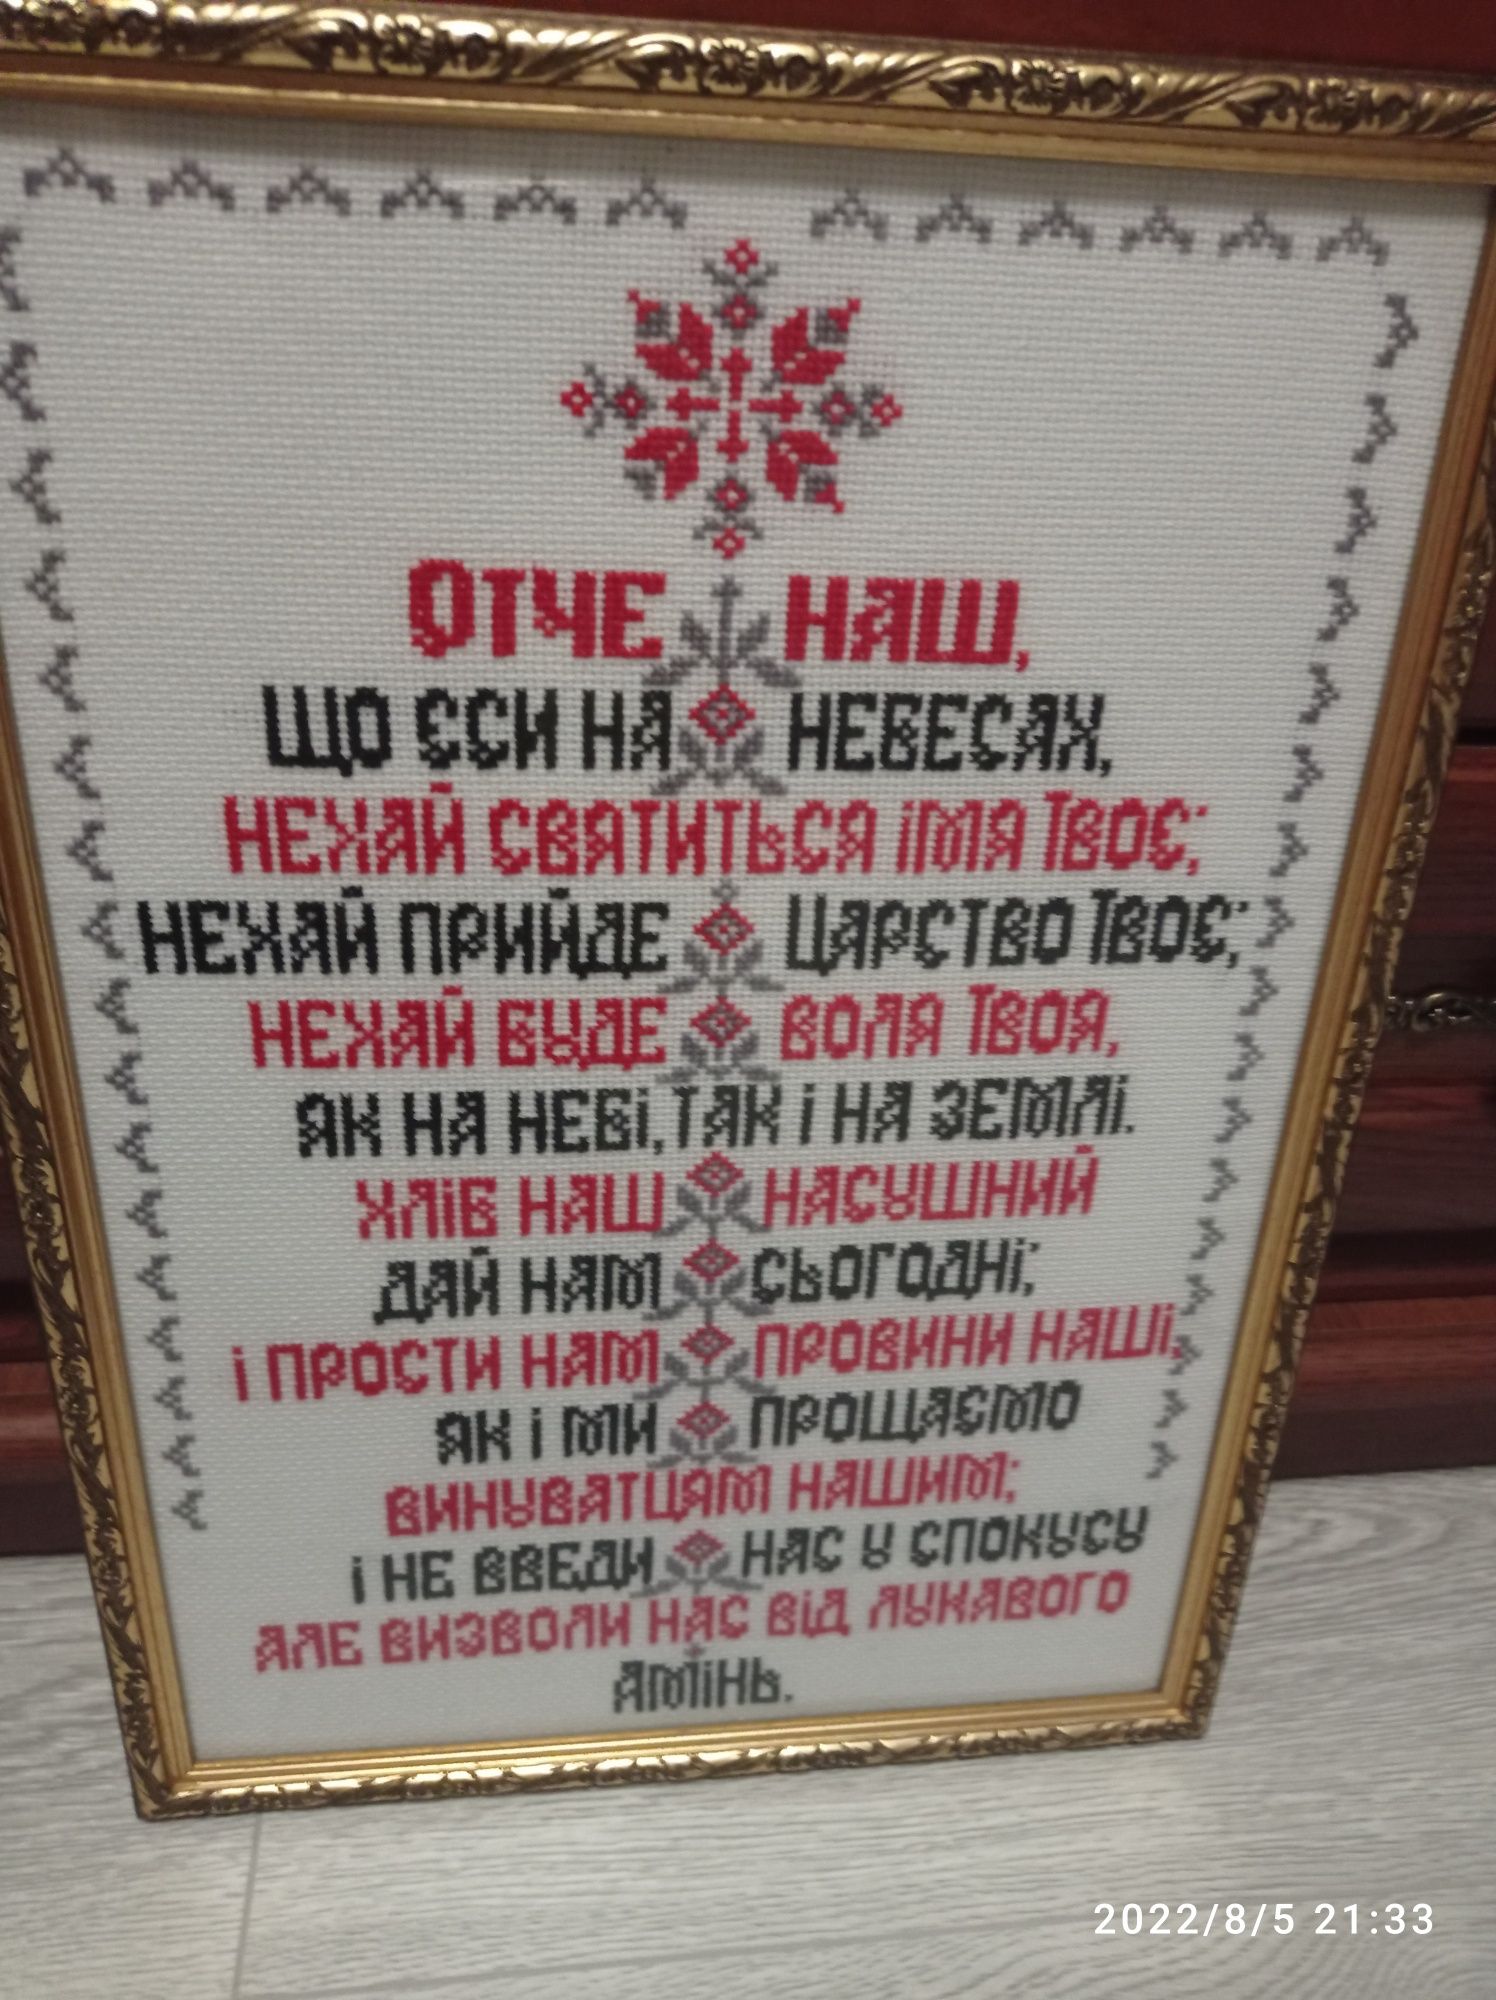 ОТЧЕ НАШ,
ЩО ЄСИ НА НЕБЕСАХ,
НЕХАЙ СВЯТИТЬСЯ ІМЯ ТВОЄ;
НЕХАЙ ПРИЙДЕ ЦАРСТВО ТВОЄ;
НЕХАЙ БУДЕ ВОЛЯ ТВОЯ,
ЯК НА НЕБІ, ТАК І НА ЗЕМЛІ.
ХЛІБ НАШ НАСУШНИЙ
ДАЙ НАМ СЬОГОДНІ;
І ПРОСТИ НАМ ПРОВИНИ НАШІ,
ЯК І МИ ПРОЩАЄМО
ВИНУВАТЦЯМ НАШИМ;
І НЕ ВВЕДИ НАС У СПОКУСУ
АЛЕ ВИЗВОЛИ НАС ВІД ЛУКАВОГО
АМІНЬ.
2022/8/5 21:33